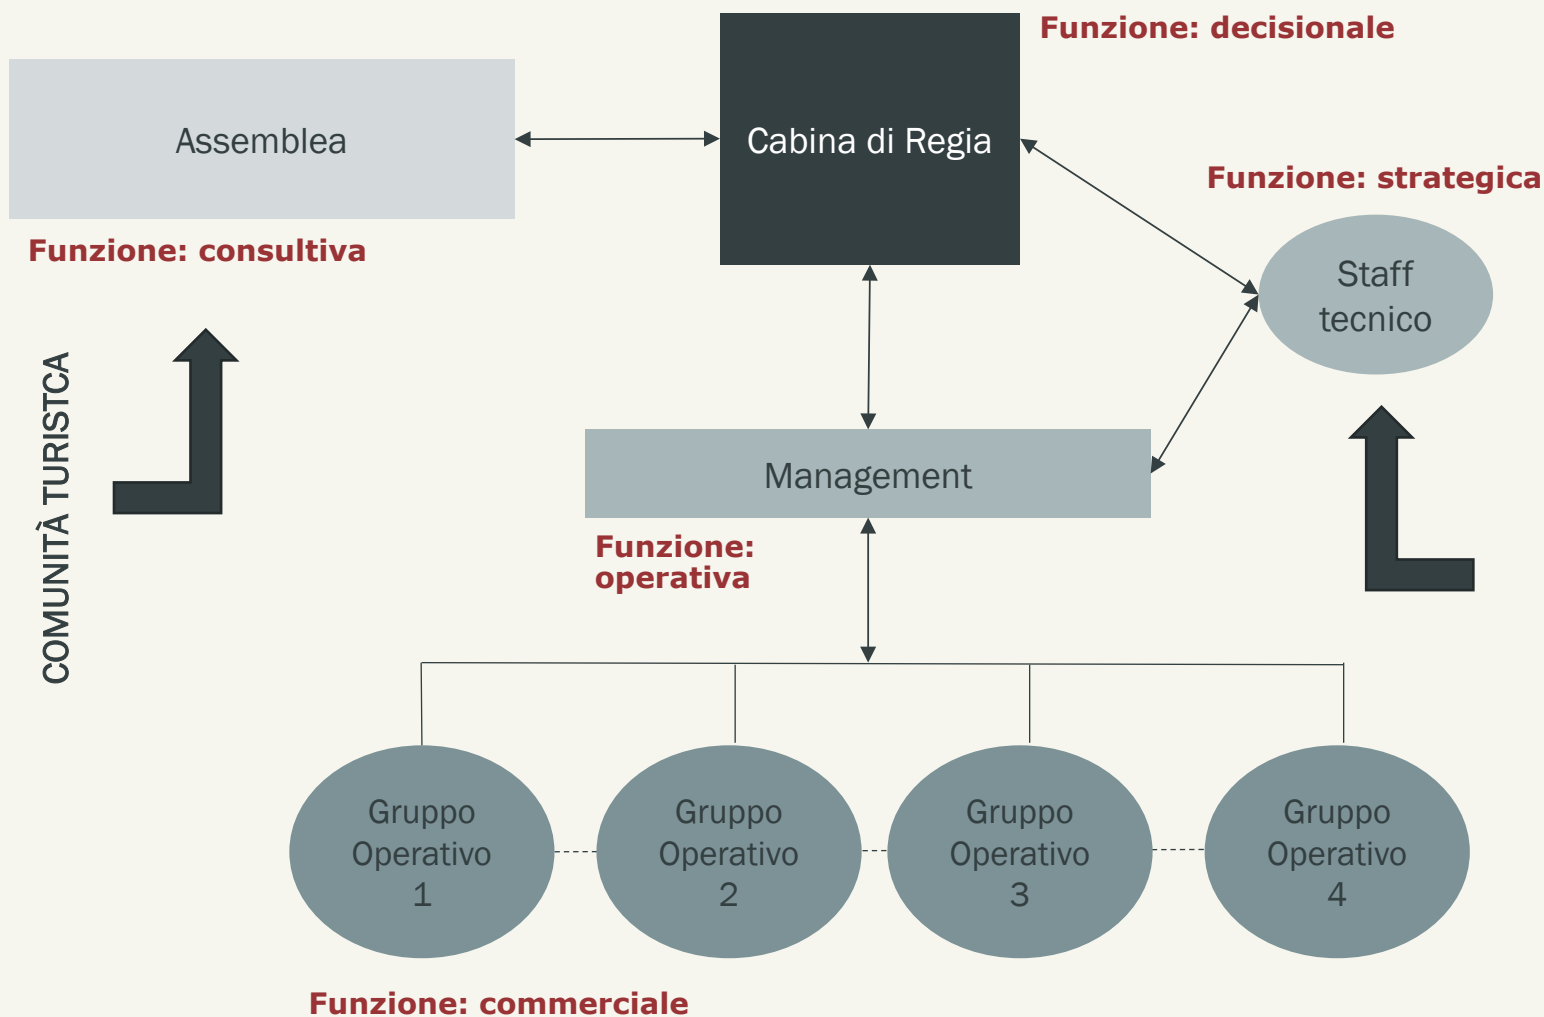 Funzione: decisionale
Assemblea
Cabina di Regia
Funzione: strategica
Funzione: consultiva
Staff
tecnico
COMUNITÀ TURISTCA
Management
Funzione:
operativa
Gruppo
Operativo
1
Gruppo
Operativo
2
Gruppo
Operativo
3
Gruppo
Operativo
4
Funzione: commerciale